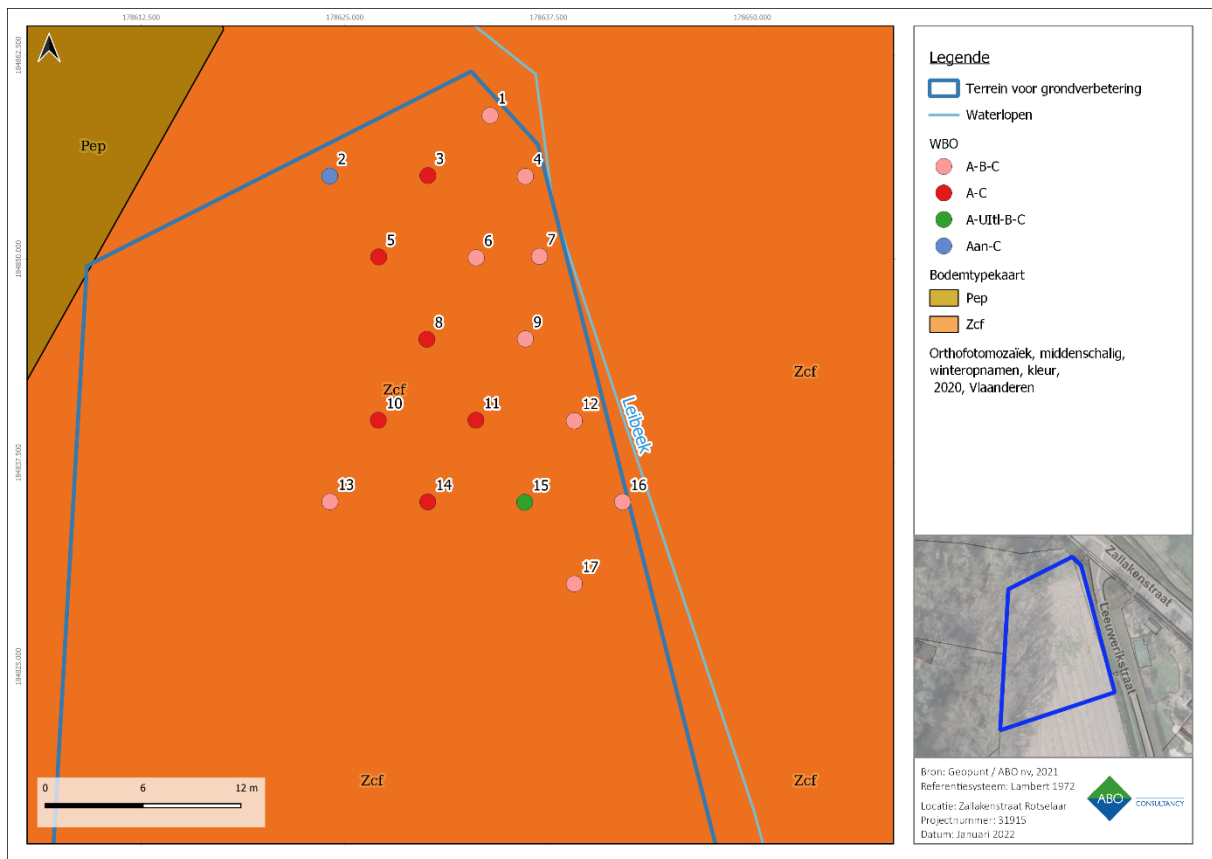 178612.500 178625.000 178637.500 178650.000
184862.500
184850.000
184837.500
184825.000
Pep
1
2
3
4
5
6
7
8
9
Zcf
Zcf
10
11
12
Leibeek
13
14
15
16
17
Zcf
Zcf
0 6 12 m
Legende
Terrein voor grondverbetering
Waterlopen
WBO
A-B-C
A-C
A-UItl-B-C
Aan-C
Bodemtypekaart
Pep
Zcf
Orthofotomozaïek, middenschalig,
winteropnamen, kleur,
2020, Vlaanderen
Zallakenstraat
Leeuwerikstraat
Bron: Geopunt / ABO nv, 2021
Referentiesysteem: Lambert 1972
Locatie: Zallakenstraat Rotselaar
Projectnummer: 31915
Datum: Januari 2022
ABO CONSULTANCY